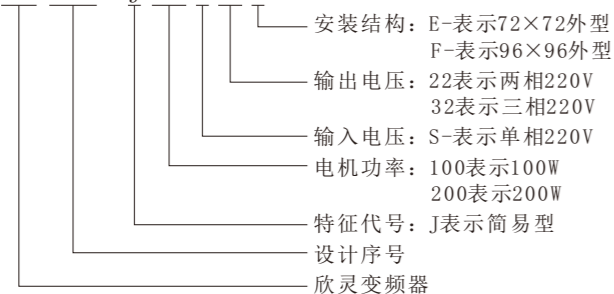 安装结构：E-表示72×72外型
F-表示96×96外型
输出电压：22表示两相220V
32表示三相220V
输入电压：S-表示单相220V
电机功率：100表示100W
200表示200W
特征代号：J表示简易型
设计序号
欣灵变频器